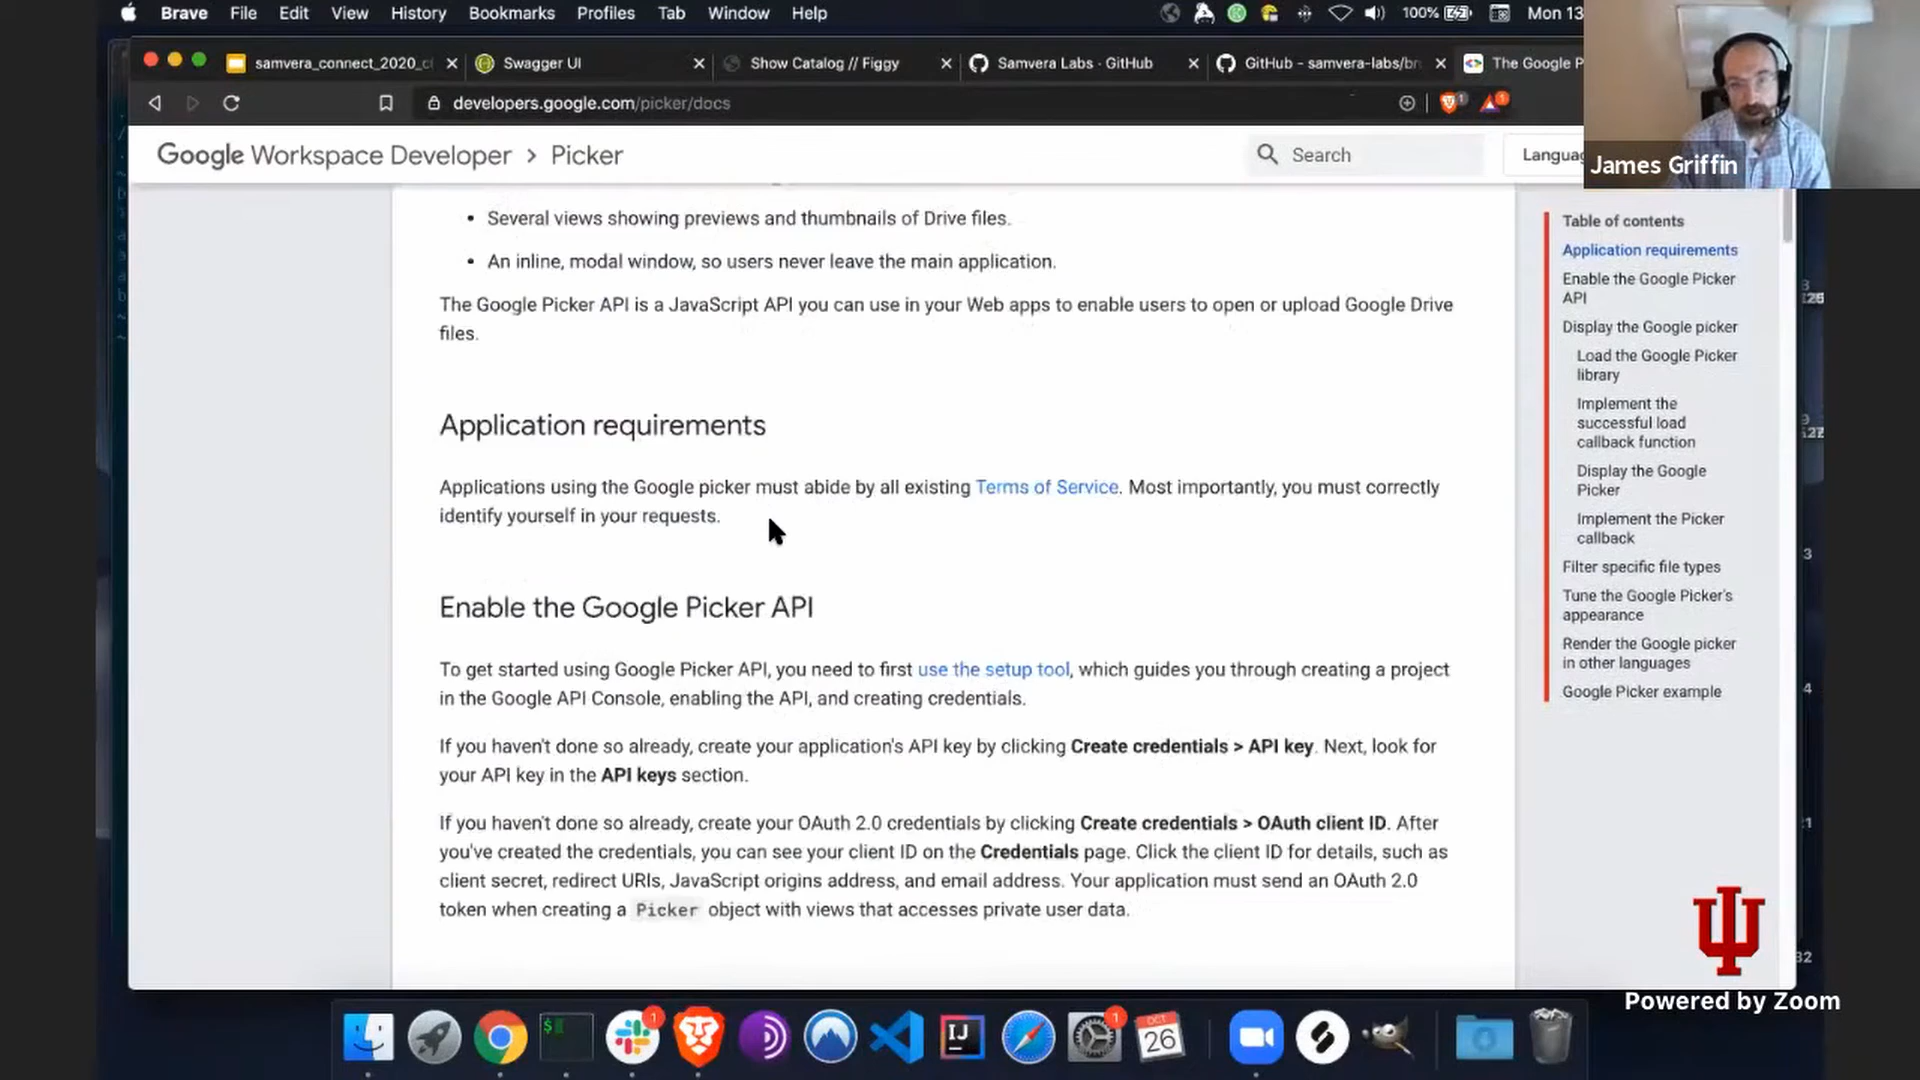 Brave File Edit View History Bookmarks Profiles Tab Window Help 100% Mon 13
samvera_connect_2020_c Swagger UI Show Catalog // Figgy Samvera Labs · GitHub GitHub - samvera-labs/br The Google P
developers.google.com/picker/docs 1 1
Google Workspace Developer > Picker Search Langua
James Griffin
• Several views showing previews and thumbnails of Drive files.
• An inline, modal window, so users never leave the main application.
The Google Picker API is a JavaScript API you can use in your Web apps to enable users to open or upload Google Drive
files.
Application requirements
Applications using the Google picker must abide by all existing Terms of Service. Most importantly, you must correctly
identify yourself in your requests.
Enable the Google Picker API
To get started using Google Picker API, you need to first use the setup tool, which guides you through creating a project
in the Google API Console, enabling the API, and creating credentials.
If you haven't done so already, create your application's API key by clicking Create credentials > API key. Next, look for
your API key in the API keys section.
If you haven't done so already, create your OAuth 2.0 credentials by clicking Create credentials > OAuth client ID. After
you've created the credentials, you can see your client ID on the Credentials page. Click the client ID for details, such as
client secret, redirect URIs, JavaScript origins address, and email address. Your application must send an OAuth 2.0
token when creating a Picker object with views that accesses private user data.
Table of contents
Application requirements
Enable the Google Picker
API
Display the Google picker
Load the Google Picker
library
Implement the
successful load
callback function
Display the Google
Picker
Implement the Picker
callback
Filter specific file types
Tune the Google Picker's
appearance
Render the Google picker
in other languages
Google Picker example
Powered by Zoom
$ 1 IJ 1 OCT
26